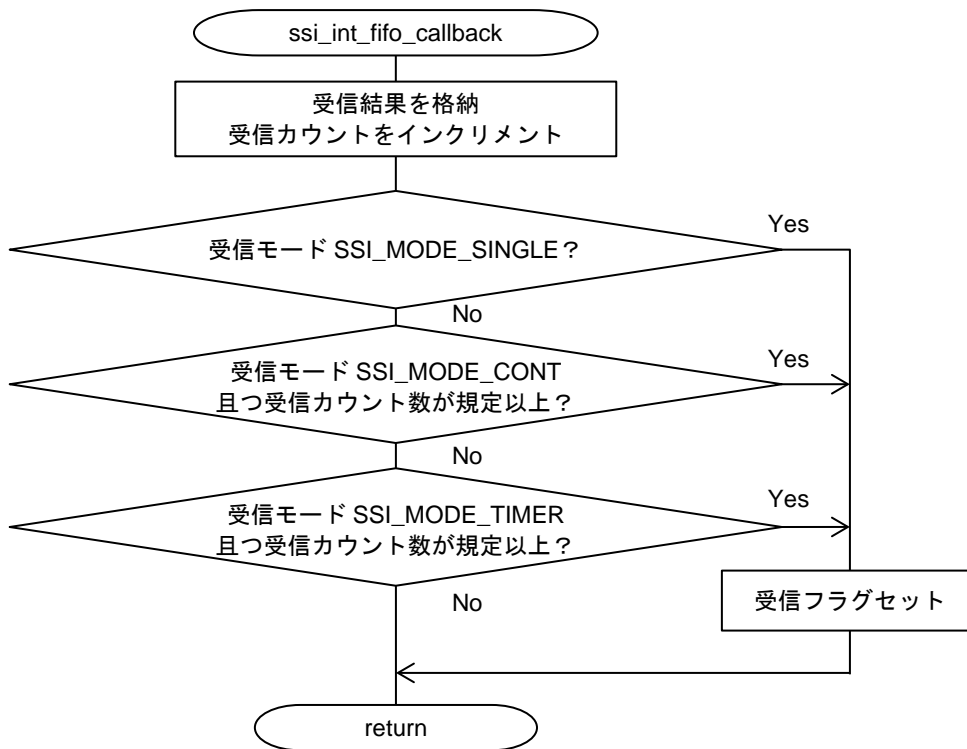 ssi_int_fifo_callback
受信結果を格納
受信カウントをインクリメント
Yes
受信モード SSI_MODE_SINGLE？
No
Yes
受信モード SSI_MODE_CONT
且つ受信カウント数が規定以上？
No
Yes
受信モード SSI_MODE_TIMER
且つ受信カウント数が規定以上？
No
受信フラグセット
return